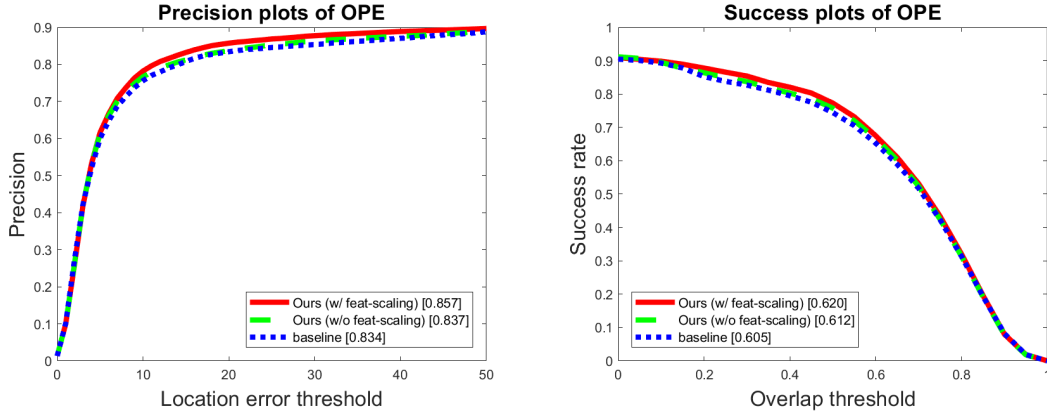 Precision plots of OPE
0.9
0.8
0.7
0.6
0.5
0.4
0.3
0.2
0.1
0
Precision
0 10 20 30 40 50
Location error threshold
Ours (w/ feat-scaling) [0.857]
Ours (w/o feat-scaling) [0.837]
baseline [0.834]
Success plots of OPE
1
0.9
0.8
0.7
0.6
0.5
0.4
0.3
0.2
0.1
0
Success rate
0 0.2 0.4 0.6 0.8 1
Overlap threshold
Ours (w/ feat-scaling) [0.620]
Ours (w/o feat-scaling) [0.612]
baseline [0.605]